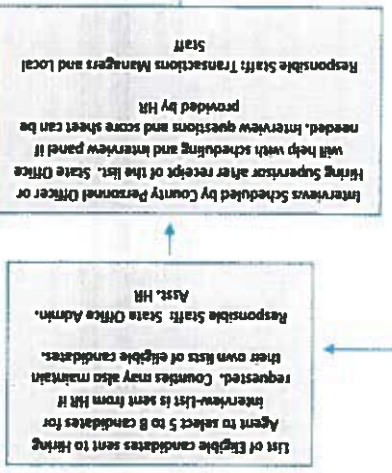 List of Eligible candidates sent to Hiring
Agent to select 5 to 8 candidates for
interview-List is sent from HR if
requested. Counties may also maintain
their own lists of eligible candidates.
Responsible Staff: State Office Admin.
Asst. HR
Interviews Scheduled by County Personnel Officer or
Hiring Supervisor after receipt of the list. State Office
will help with scheduling and interview panel if
needed. Interview questions and score sheet can be
provided by HR
Responsible Staff: Transactions Managers and Local
Staff